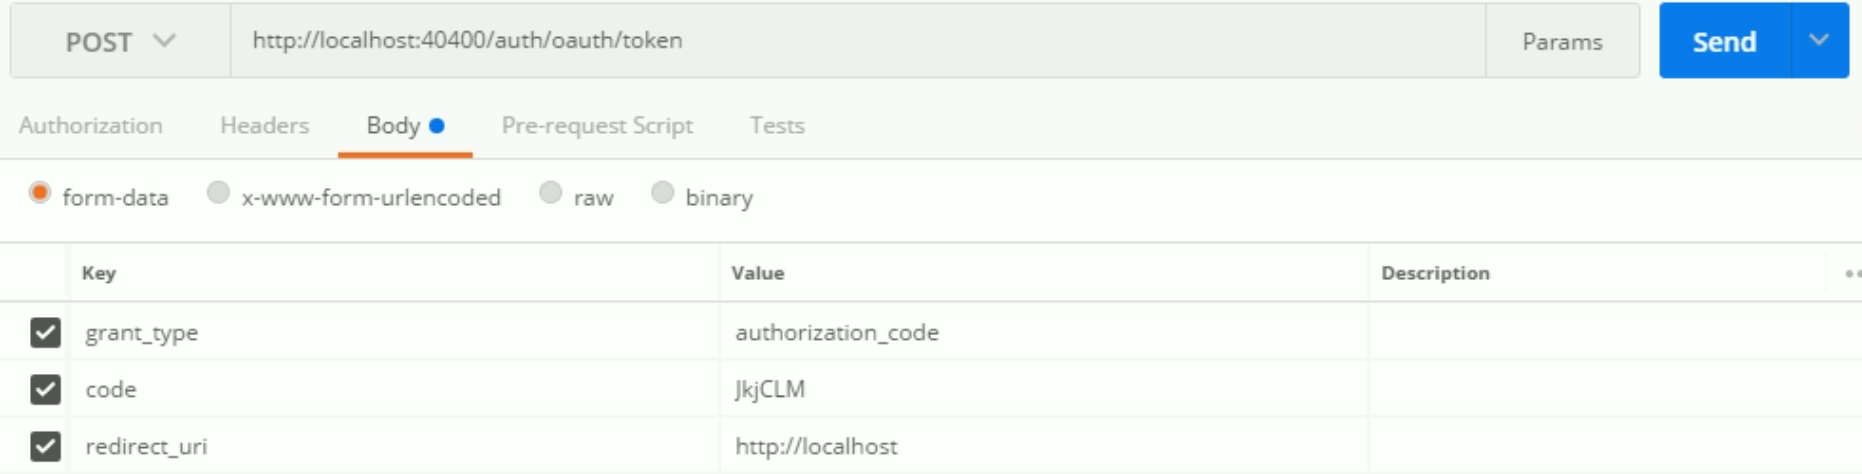 POST http://localhost:40400/auth/oauth/token Params Send
Authorization Headers Body Pre-request Script Tests
form-data x-www-form-urlencoded raw binary
Key Value Description
grant_type authorization_code
code JkjCLM
redirect_uri http://localhost